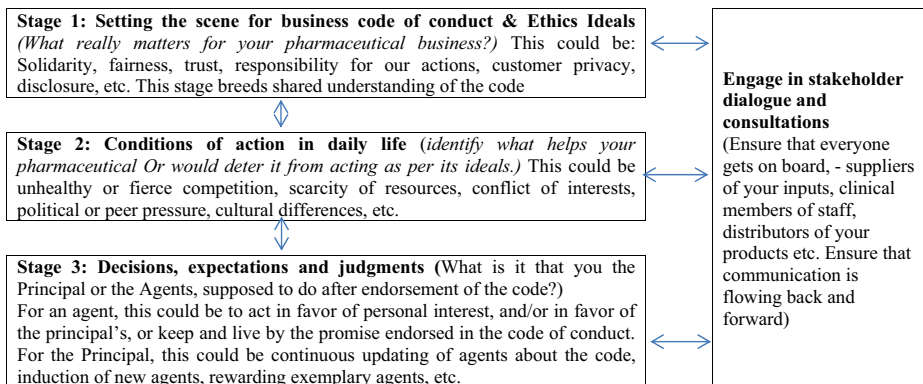 Stage 1: Setting the scene for business code of conduct & Ethics Ideals
(What really matters for your pharmaceutical business?) This could be:
Solidarity, fairness, trust, responsibility for our actions, customer privacy,
disclosure, etc. This stage breeds shared understanding of the code
Stage 2: Conditions of action in daily life (identify what helps your
pharmaceutical Or would deter it from acting as per its ideals.) This could be
unhealthy or fierce competition, scarcity of resources, conflict of interests,
political or peer pressure, cultural differences, etc.
Stage 3: Decisions, expectations and judgments (What is it that you the
Principal or the Agents, supposed to do after endorsement of the code?)
For an agent, this could be to act in favor of personal interest, and/or in favor of
the principal's, or keep and live by the promise endorsed in the code of conduct.
For the Principal, this could be continuous updating of agents about the code,
induction of new agents, rewarding exemplary agents, etc.
Engage in stakeholder
dialogue and
consultations
(Ensure that everyone
gets on board, - suppliers
of your inputs, clinical
members of staff,
distributors of your
products etc. Ensure that
communication is
flowing back and
forward)